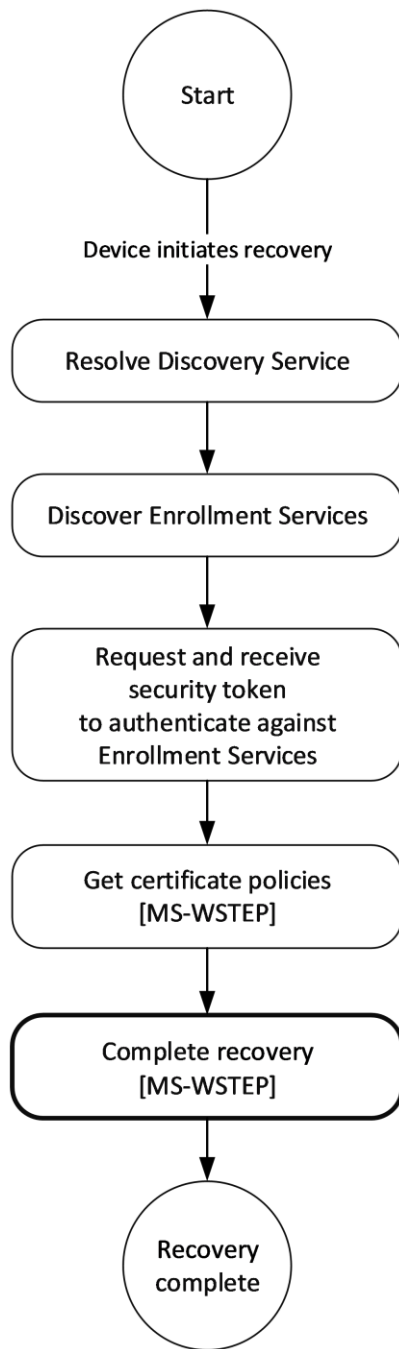 Start
Device initiates recovery
Resolve Discovery Service
Discover Enrollment Services
Request and receive
security token
to authenticate against
Enrollment Services
Get certificate policies
[MS-WSTEP]
Complete recovery
[MS-WSTEP]
Recovery
complete